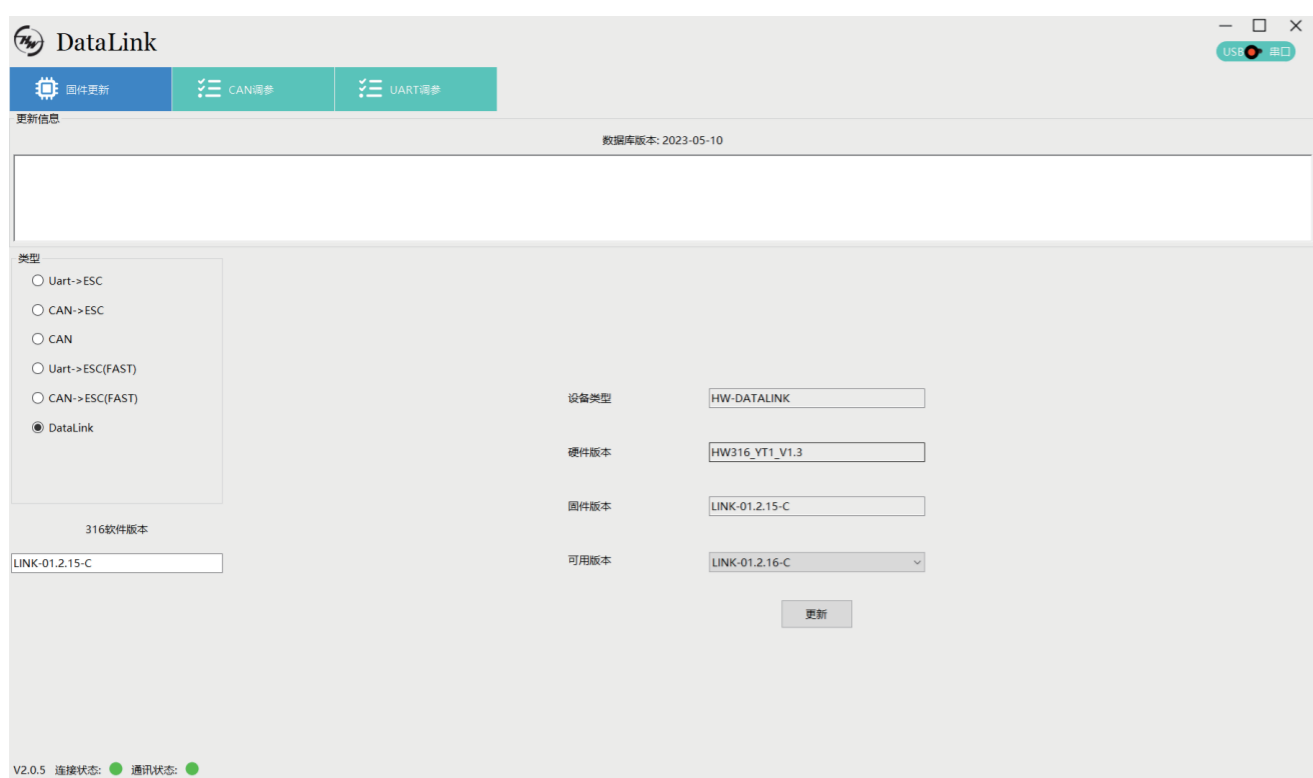 HW DataLink
USB 串口
固件更新 CAN调参 UART调参
更新信息
数据库版本: 2023-05-10
类型
Uart->ESC
CAN->ESC
CAN
Uart->ESC(FAST)
CAN->ESC(FAST)
DataLink
设备类型 HW-DATALINK
硬件版本 HW316_YT1_V1.3
固件版本 LINK-01.2.15-C
316软件版本
LINK-01.2.15-C
可用版本 LINK-01.2.16-C
更新
V2.0.5 连接状态: 通讯状态: